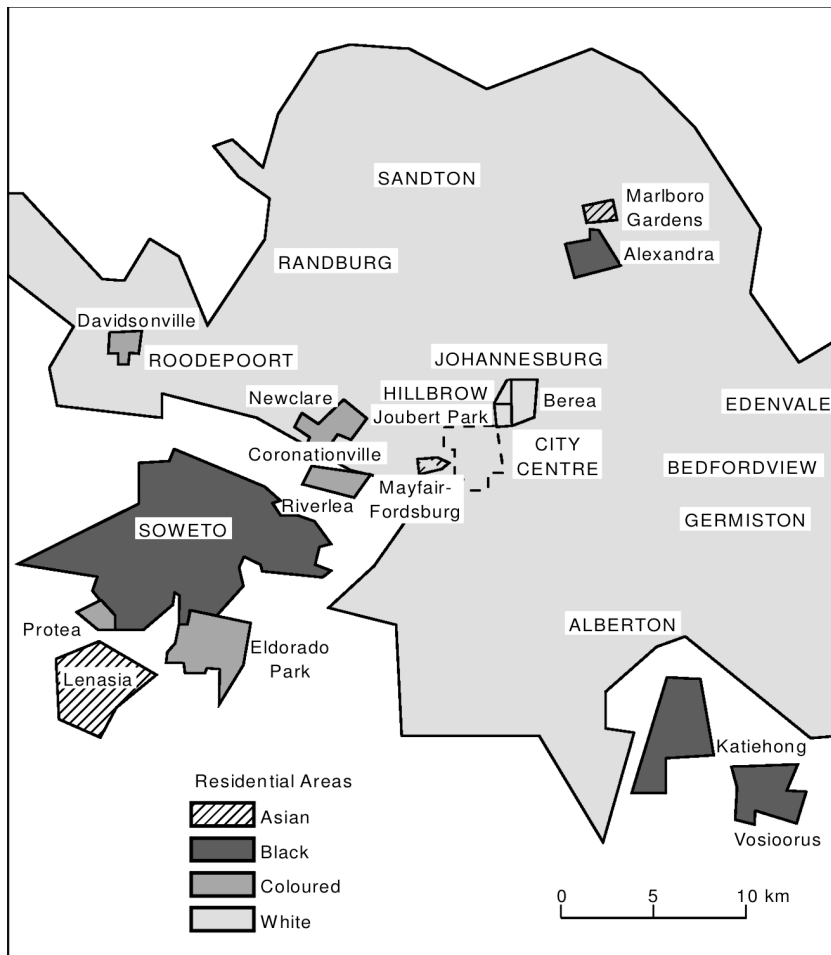 SANDTON
Marlboro
Gardens
Alexandra
RANDBURG
Davidsonville
ROODEPOORT
JOHANNESBURG
Newclare
HILLBROW
Joubert Park
Berea
EDENVALE
Coronationville
CITY
CENTRE
BEDFORDVIEW
Riverlea
Mayfair-
Fordsburg
GERMISTON
SOWETO
Protea
ALBERTON
Eldorado
Park
Lenasia
Katiehong
Vosioorus
Residential Areas
Asian
Black
Coloured
White
0 5 10 km